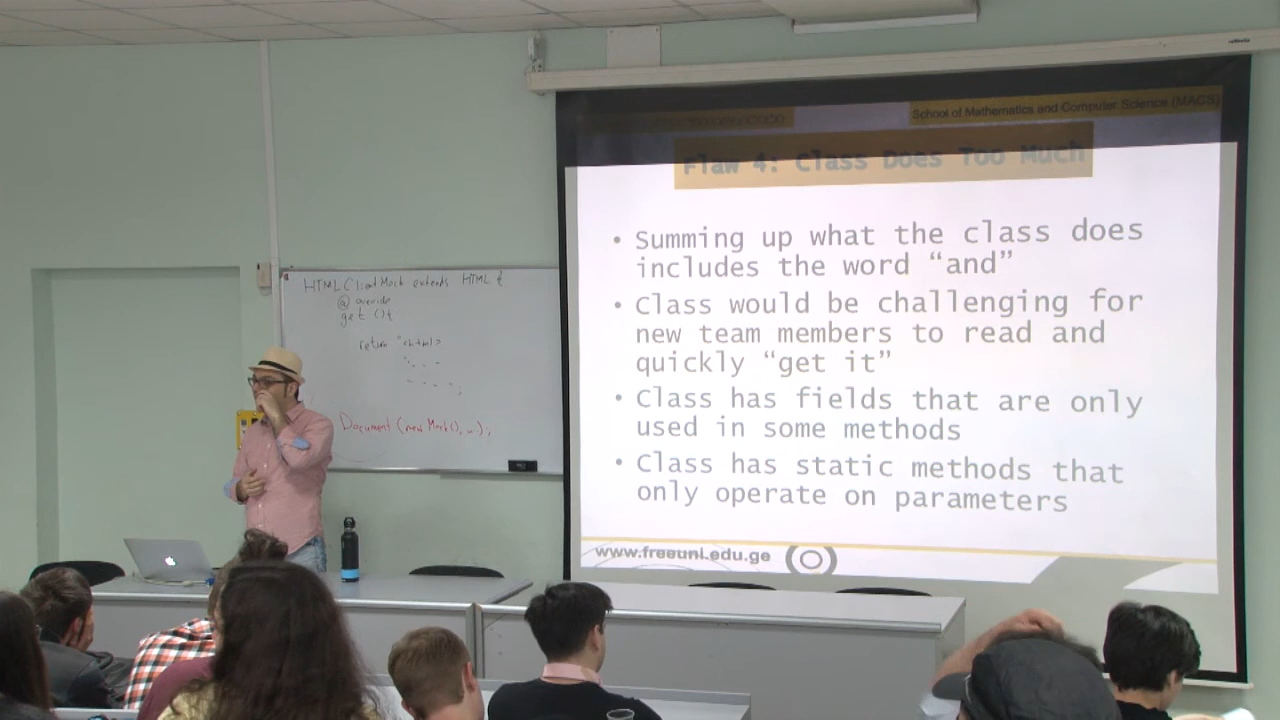 School of Mathematics and Computer Science (MACS)
Flaw 4: Class Does Too Much
• Summing up what the class does
includes the word “and”
• Class would be challenging for
new team members to read and
quickly “get it”
• Class has fields that are only
used in some methods
• Class has static methods that
only operate on parameters
www.freeuni.edu.ge
HTMLClientMock extends HTML {
@override
get () {
return "<html>
Document (new Mock(), ...);